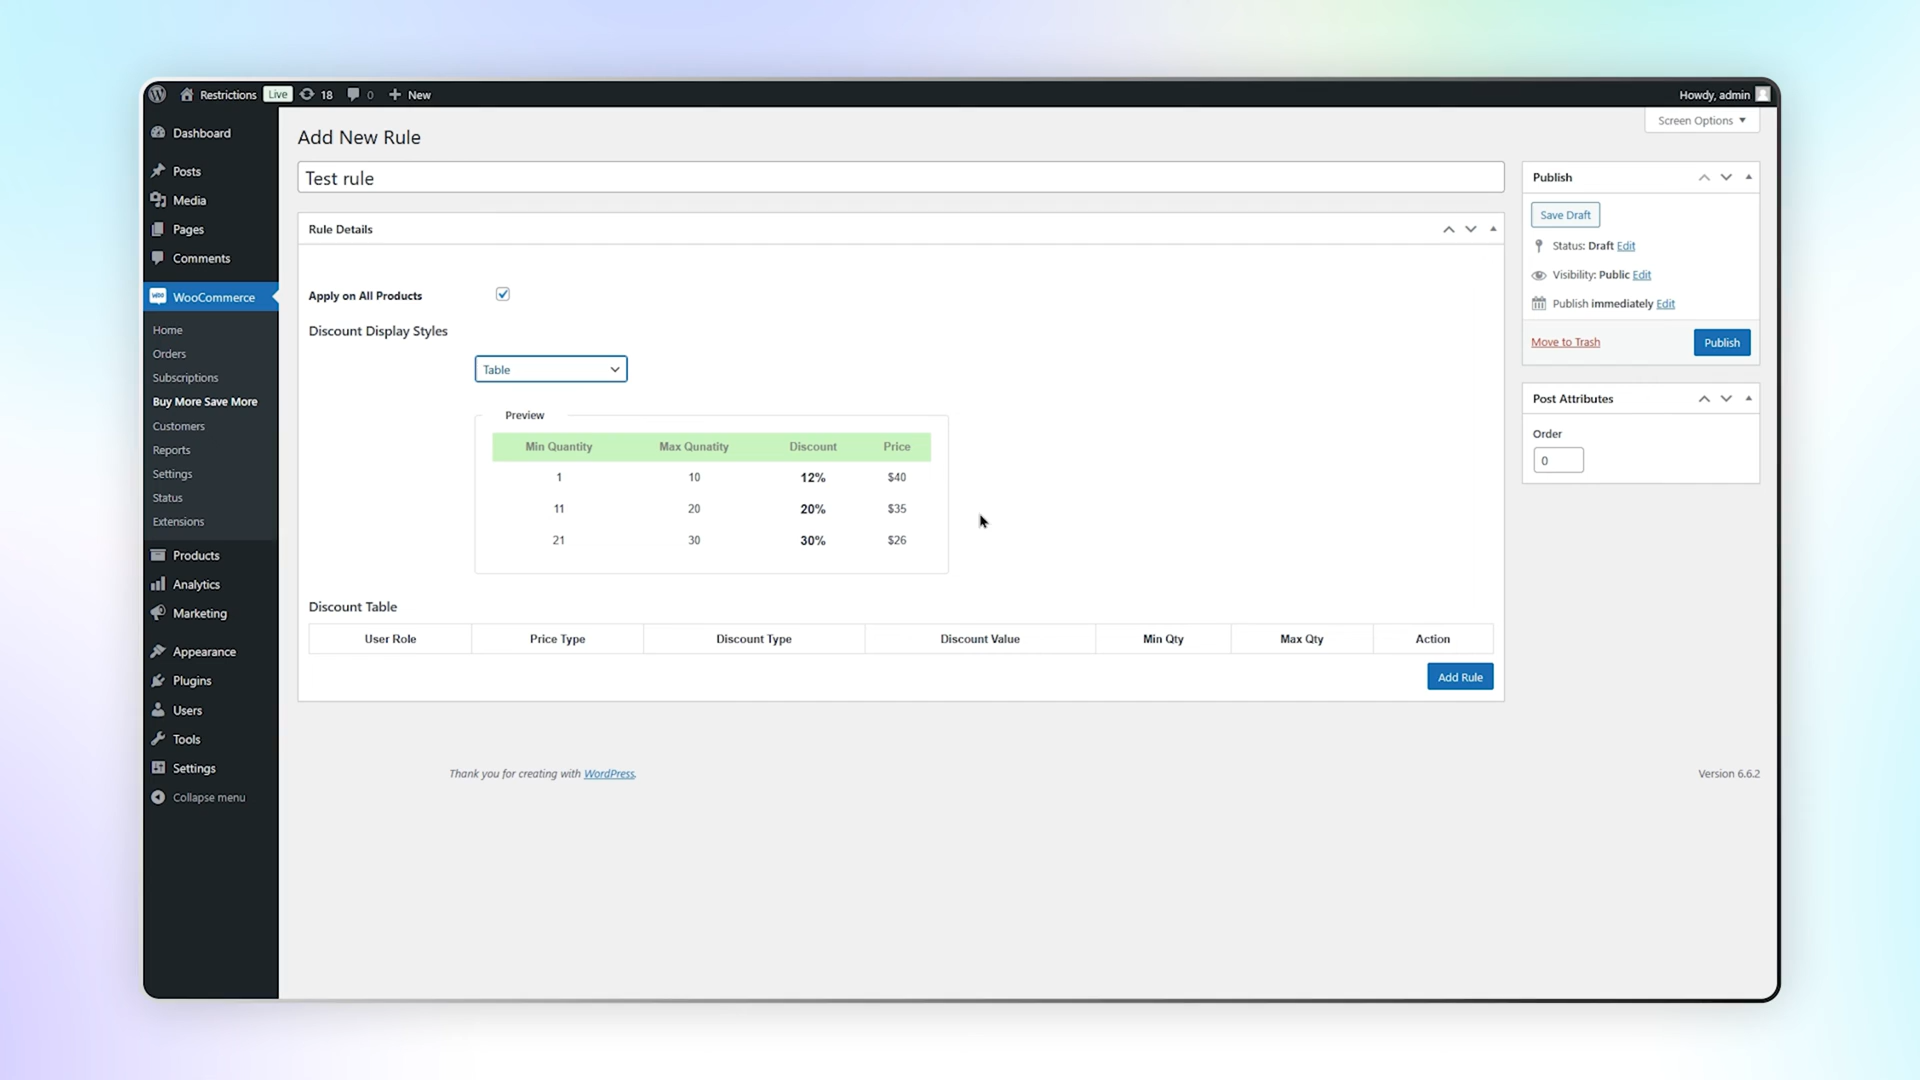 Restrictions Live 18 0 New Howdy, admin
Screen Options
Dashboard
Posts
Media
Pages
Comments
WooCommerce
Home
Orders
Subscriptions
Buy More Save More
Customers
Reports
Settings
Status
Extensions
Products
Analytics
Marketing
Appearance
Plugins
Users
Tools
Settings
Collapse menu
Add New Rule
Test rule
Rule Details
Apply on All Products
Discount Display Styles
Table
Preview
Min Quantity Max Qunatity Discount Price
1 10 12% $40
11 20 20% $35
21 30 30% $26
Discount Table
User Role Price Type Discount Type Discount Value Min Qty Max Qty Action
Add Rule
Publish
Save Draft
Status: Draft Edit
Visibility: Public Edit
Publish immediately Edit
Move to Trash Publish
Post Attributes
Order
0
Thank you for creating with WordPress.
Version 6.6.2